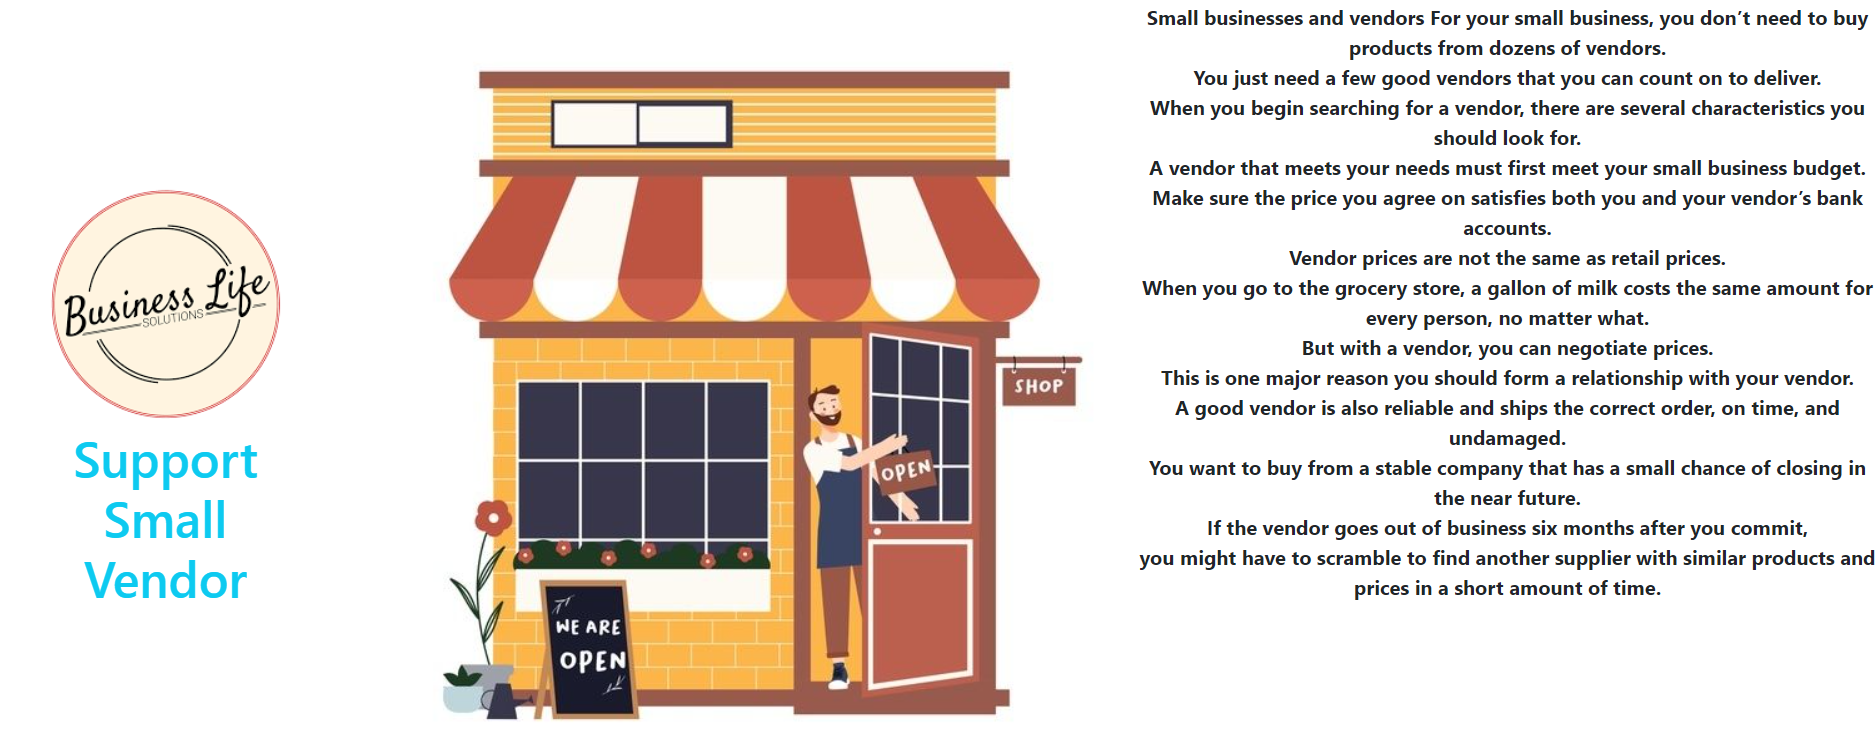 Business Life
SOLUTIONS
Support
Small
Vendor
SHOP
OPEN
WE ARE
OPEN
Small businesses and vendors For your small business, you don’t need to buy
products from dozens of vendors.
You just need a few good vendors that you can count on to deliver.
When you begin searching for a vendor, there are several characteristics you
should look for.
A vendor that meets your needs must first meet your small business budget.
Make sure the price you agree on satisfies both you and your vendor’s bank
accounts.
Vendor prices are not the same as retail prices.
When you go to the grocery store, a gallon of milk costs the same amount for
every person, no matter what.
But with a vendor, you can negotiate prices.
This is one major reason you should form a relationship with your vendor.
A good vendor is also reliable and ships the correct order, on time, and
undamaged.
You want to buy from a stable company that has a small chance of closing in
the near future.
If the vendor goes out of business six months after you commit,
you might have to scramble to find another supplier with similar products and
prices in a short amount of time.